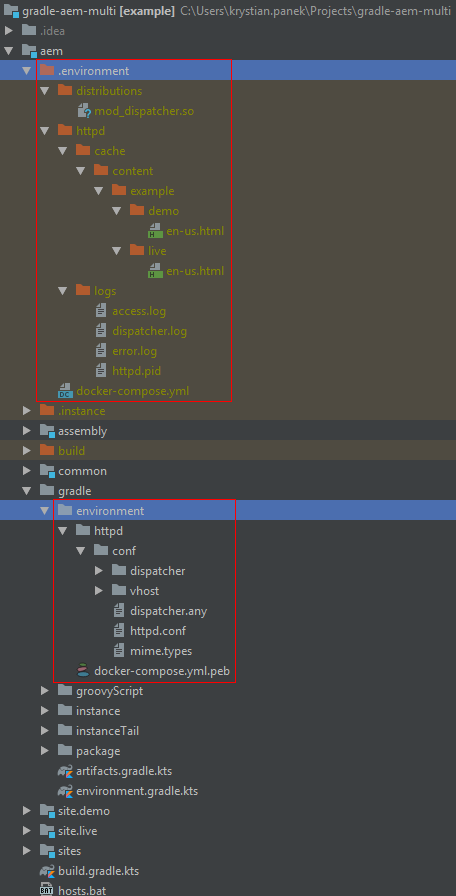 gradle-aem-multi [example] C:\Users\krystian.panek\Projects\gradle-aem-multi
.idea
aem
.environment
distributions
mod_dispatcher.so
httpd
cache
content
example
demo
en-us.html
live
en-us.html
logs
access.log
dispatcher.log
error.log
httpd.pid
docker-compose.yml
.instance
assembly
build
common
gradle
environment
httpd
conf
dispatcher
vhost
dispatcher.any
httpd.conf
mime.types
docker-compose.yml.peb
groovyScript
instance
instanceTail
package
artifacts.gradle.kts
environment.gradle.kts
site.demo
site.live
sites
build.gradle.kts
hosts.bat